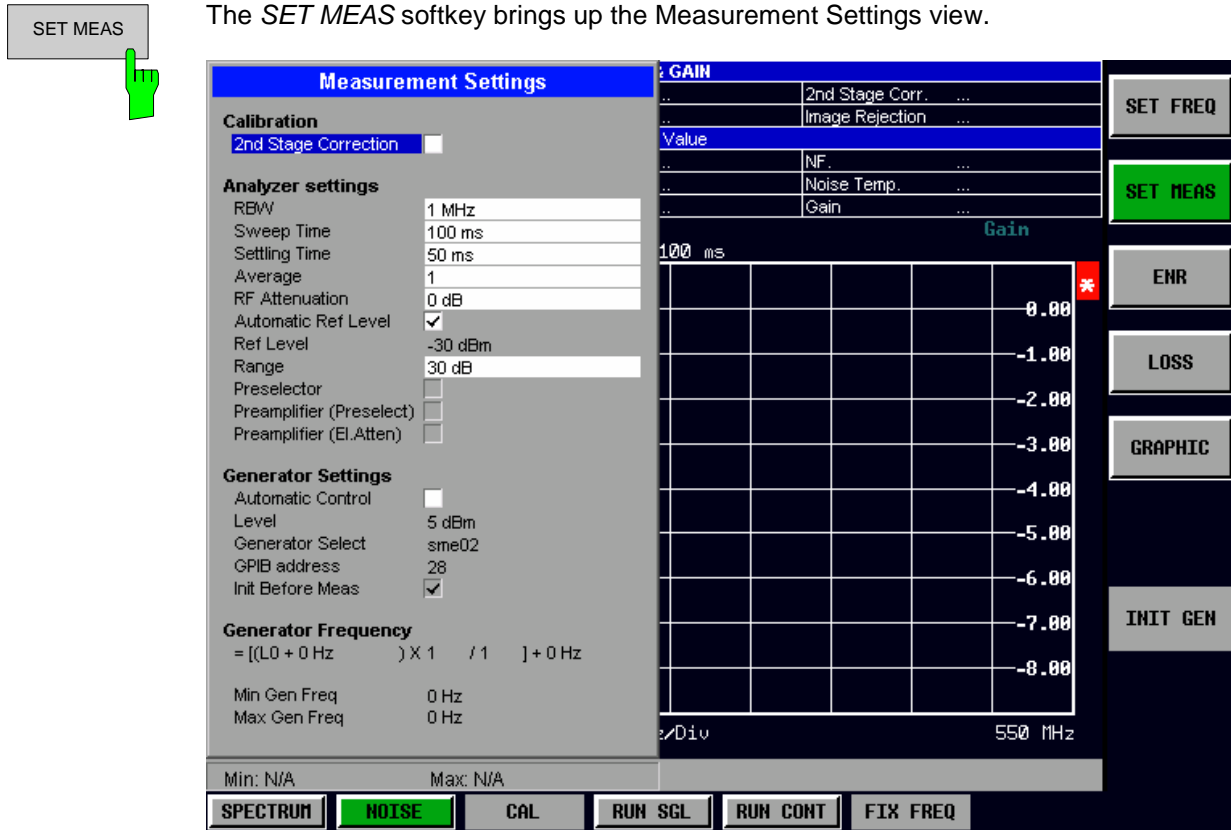 SET MEAS
The SET MEAS softkey brings up the Measurement Settings view.
Measurement Settings
Calibration
2nd Stage Correction
Analyzer settings
RBW 1 MHz
Sweep Time 100 ms
Settling Time 50 ms
Average 1
RF Attenuation 0 dB
Automatic Ref Level
Ref Level -30 dBm
Range 30 dB
Preselector
Preamplifier (Preselect)
Preamplifier (El.Atten)
Generator Settings
Automatic Control
Level 5 dBm
Generator Select sme02
GPIB address 28
Init Before Meas
Generator Frequency
= [(L0 + 0 Hz ) X 1 / 1 ] + 0 Hz
Min Gen Freq 0 Hz
Max Gen Freq 0 Hz
Min: N/A Max: N/A
& GAIN
.. 2nd Stage Corr. ...
.. Image Rejection ...
Value
.. NF. ...
.. Noise Temp. ...
.. Gain ...
Gain
100 ms
*
0.00
-1.00
-2.00
-3.00
-4.00
-5.00
-6.00
-7.00
-8.00
/Div 550 MHz
SET FREQ
SET MEAS
ENR
LOSS
GRAPHIC
INIT GEN
SPECTRUM NOISE CAL RUN SGL RUN CONT FIX FREQ